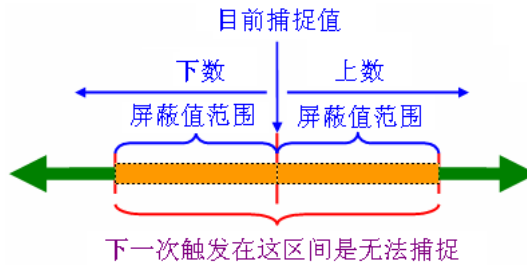 目前捕捉值
下数
上数
屏蔽值范围
屏蔽值范围
下一次触发在这区间是无法捕捉